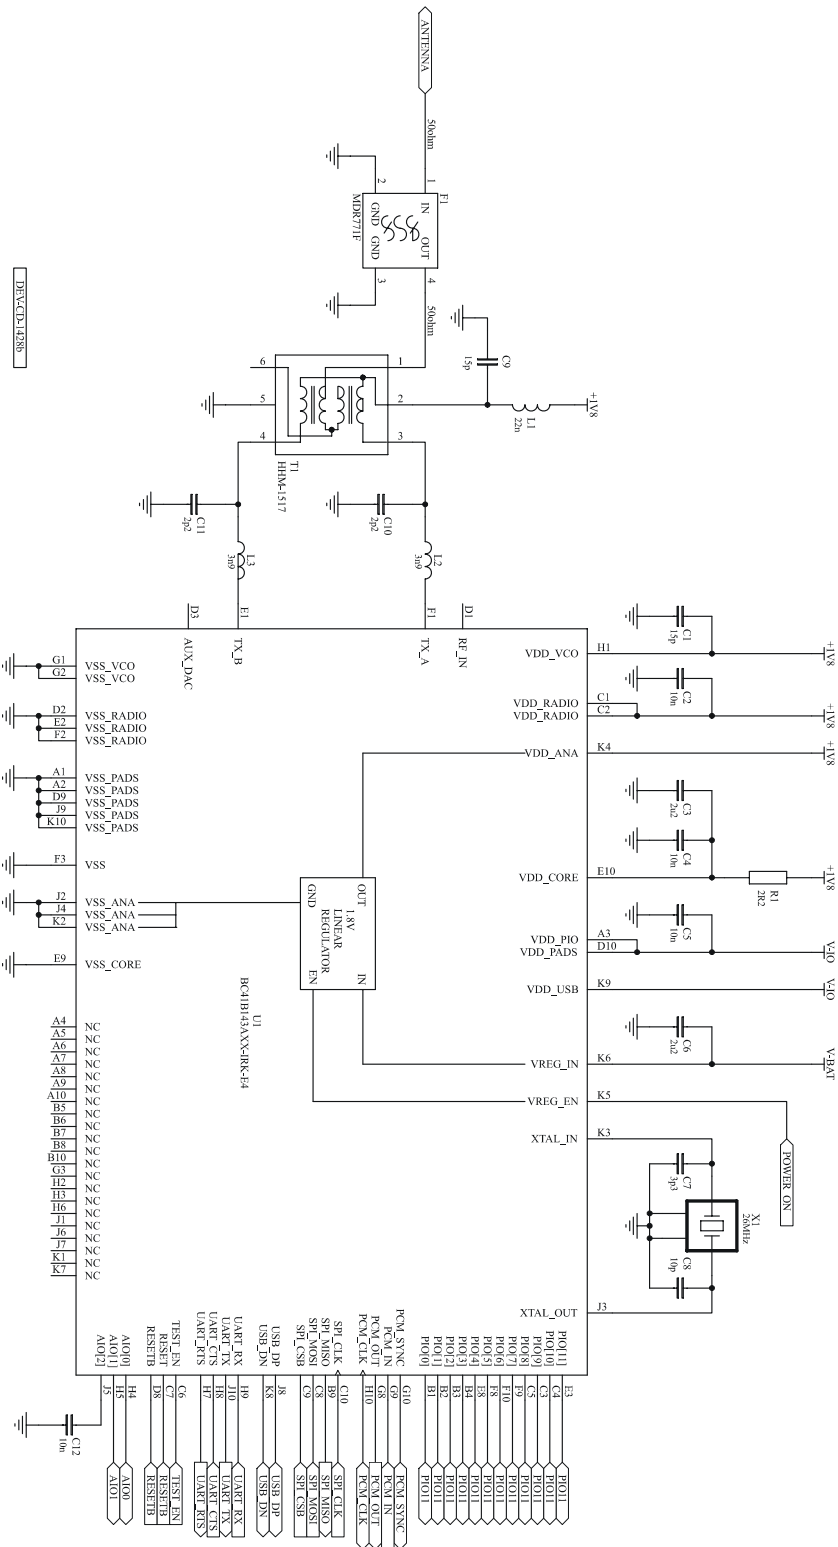 ANTENNA
50ohm
1
F1
IN
OUT
GND
GND
MDR771F
2
3
4
50ohm
DEV-CD-1428b
C9
15p
+1V8
L1
22n
6
1
5
2
4
3
T1
HHM-1517
C11
2p2
C10
2p2
L3
3n9
L2
3n9
D3
AUX_DAC
E1
TX_B
F1
TX_A
D1
RF_IN
C1
15p
VDD_VCO
H1
+1V8
C2
10n
VDD_RADIO
C1
VDD_RADIO
C2
+1V8
VDD_ANA
K4
+1V8
C3
2u2
C4
10n
VDD_CORE
E10
R1
2R2
+1V8
C5
10n
VDD_PIO
A3
VDD_PADS
D10
V-IO
VDD_USB
K9
V-IO
C6
2u2
VREG_IN
K6
V-BAT
VREG_EN
K5
POWER_ON
XTAL_IN
K3
C7
3p3
X1
26MHz
C8
10p
XTAL_OUT
J3
G1
VSS_VCO
G2
VSS_VCO
D2
VSS_RADIO
E2
VSS_RADIO
F2
VSS_RADIO
A1
VSS_PADS
A2
VSS_PADS
D9
VSS_PADS
J9
VSS_PADS
K10
VSS_PADS
F3
VSS
J2
VSS_ANA
J4
VSS_ANA
K2
VSS_ANA
E9
VSS_CORE
OUT
IN
1.8V
LINEAR
REGULATOR
GND
EN
U1
BC41B143AXX-IRK-E4
A4
NC
A5
NC
A6
NC
A7
NC
A8
NC
A9
NC
A10
NC
B5
NC
B6
NC
B7
NC
B8
NC
B10
NC
G3
NC
H2
NC
H3
NC
H6
NC
J1
NC
J6
NC
J7
NC
K1
NC
K7
NC
PIO[11]
E3
PIO11
PIO[10]
C4
PIO11
PIO[9]
C3
PIO11
PIO[8]
C5
PIO11
PIO[7]
F9
PIO11
PIO[6]
F10
PIO11
PIO[5]
F8
PIO11
PIO[4]
E8
PIO11
PIO[3]
B4
PIO11
PIO[2]
B3
PIO11
PIO[1]
B2
PIO11
PIO[0]
B1
PIO11
PCM_SYNC
G10
PCM_SYNC
PCM_IN
G9
PCM_IN
PCM_OUT
G8
PCM_OUT
PCM_CLK
H10
PCM_CLK
SPI_CLK
C10
SPI_CLK
SPI_MISO
B9
SPI_MISO
SPI_MOSI
C8
SPI_MOSI
SPI_CSB
C9
SPI_CSB
USB_DP
J8
USB_DP
USB_DN
K8
USB_DN
UART_RX
H9
UART_RX
UART_TX
J10
UART_TX
UART_CTS
H8
UART_CTS
UART_RTS
H7
UART_RTS
TEST_EN
C6
TEST_EN
RESET
C7
RESETB
RESETB
D8
RESETB
AIO[0]
H4
AIO0
AIO[1]
H5
AIO1
AIO[2]
J5
C12
10n